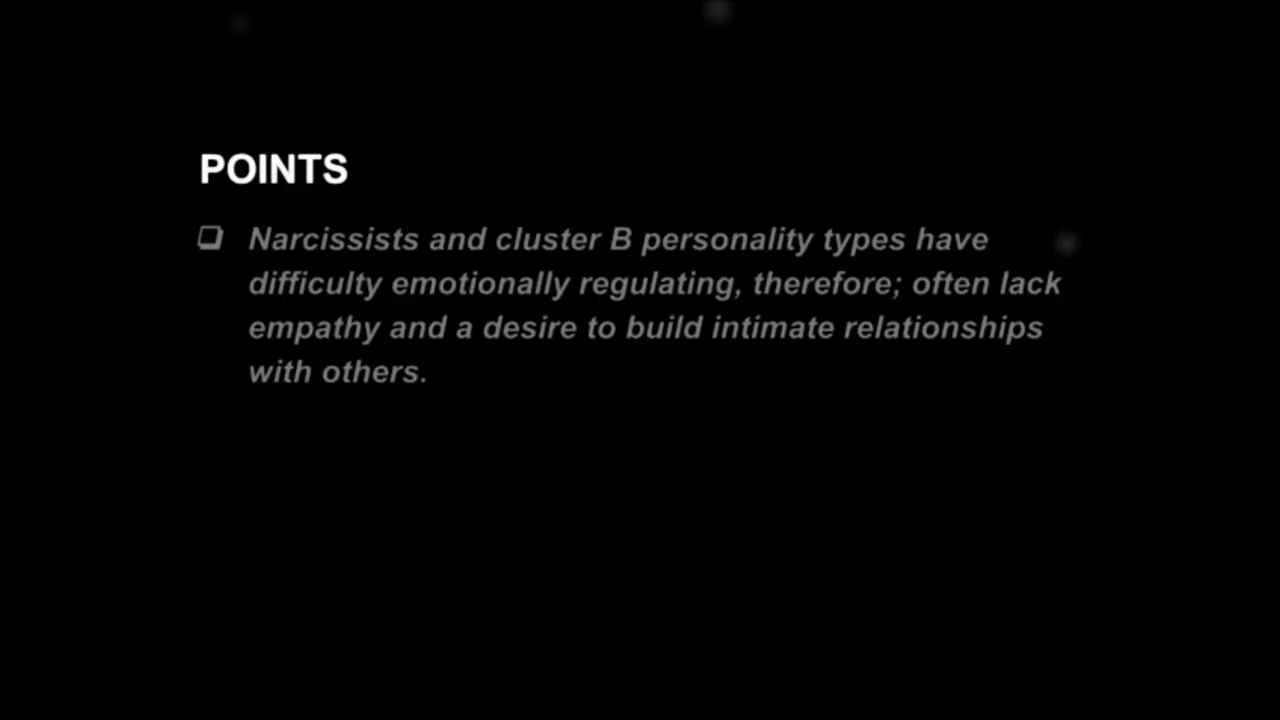 POINTS
❑ Narcissists and cluster B personality types have
difficulty emotionally regulating, therefore; often lack
empathy and a desire to build intimate relationships
with others.